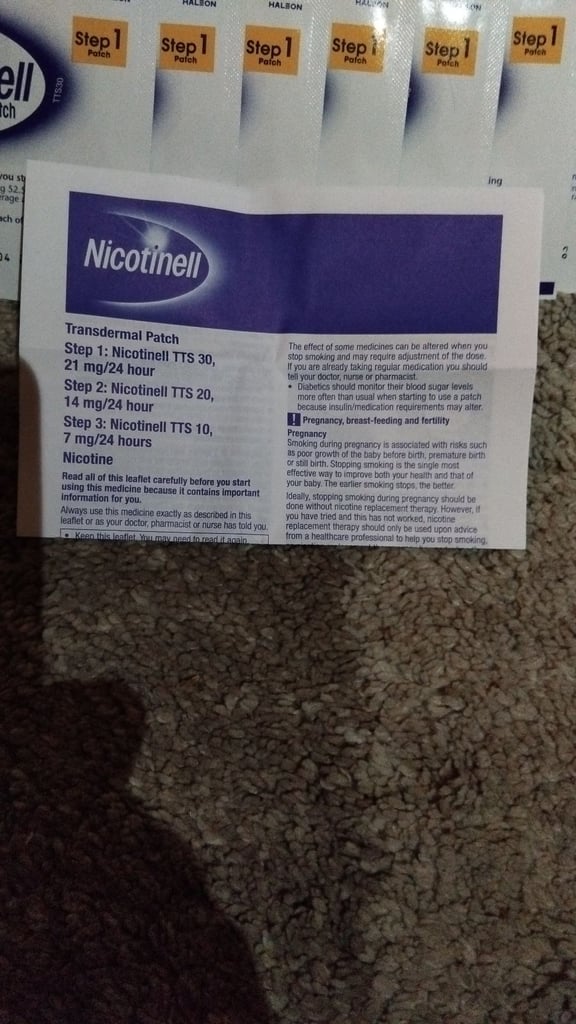 HALEON
HALEON
HALEON
HALEON
Step 1
Patch
Step 1
Patch
Step 1
Patch
Step 1
Patch
Step 1
Patch
Step 1
Patch
ell
tch
TTS30
ing
Nicotinell
Transdermal Patch
Step 1: Nicotinell TTS 30,
21 mg/24 hour
Step 2: Nicotinell TTS 20,
14 mg/24 hour
Step 3: Nicotinell TTS 10,
7 mg/24 hours
Nicotine
Read all of this leaflet carefully before you start
using this medicine because it contains important
information for you.
Always use this medicine exactly as described in this
leaflet or as your doctor, pharmacist or nurse has told you.
• Keep this leaflet. You may need to read it again.
The effect of some medicines can be altered when you
stop smoking and may require adjustment of the dose.
If you are already taking regular medication you should
tell your doctor, nurse or pharmacist.
• Diabetics should monitor their blood sugar levels
more often than usual when starting to use a patch
because insulin/medication requirements may alter.
! Pregnancy, breast-feeding and fertility
Pregnancy
Smoking during pregnancy is associated with risks such
as poor growth of the baby before birth, premature birth
or still birth. Stopping smoking is the single most
effective way to improve both your health and that of
your baby. The earlier smoking stops, the better.
Ideally, stopping smoking during pregnancy should be
done without nicotine replacement therapy. However, if
you have tried and this has not worked, nicotine
replacement therapy should only be used upon advice
from a healthcare professional to help you stop smoking.